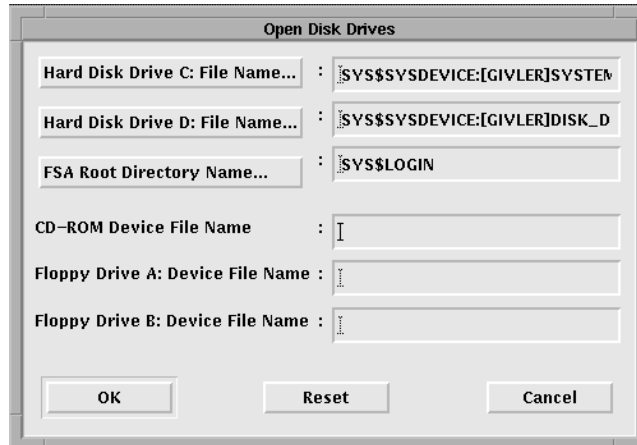 Open Disk Drives
Hard Disk Drive C: File Name... : SYS$SYSDEVICE:[GIVLER]SYSTEM
Hard Disk Drive D: File Name... : SYS$SYSDEVICE:[GIVLER]DISK_D
FSA Root Directory Name... : SYS$LOGIN
CD-ROM Device File Name :
Floppy Drive A: Device File Name :
Floppy Drive B: Device File Name :
OK Reset Cancel